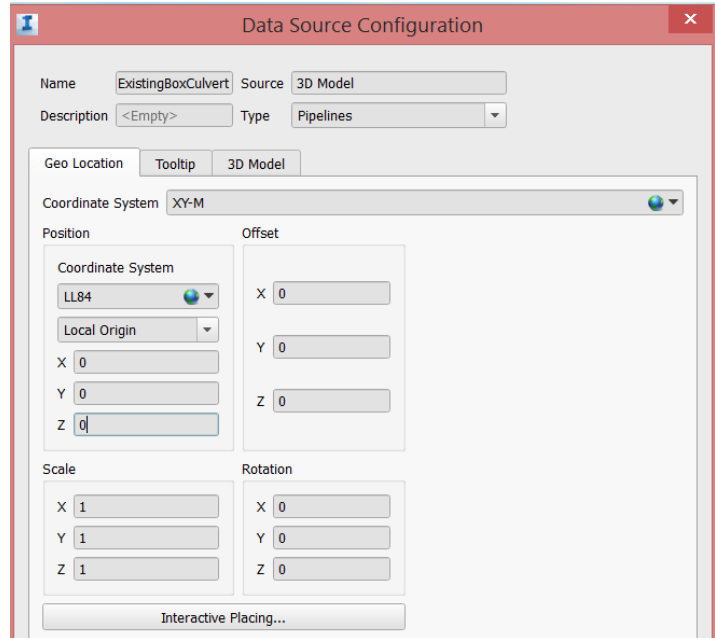 I Data Source Configuration ×
Name ExistingBoxCulvert Source 3D Model
Description <Empty> Type Pipelines
Geo Location Tooltip 3D Model
Coordinate System XY-M
Position Offset
Coordinate System
LL84 X 0
Local Origin
X 0 Y 0
Y 0
Z 0 Z 0
Scale Rotation
X 1 X 0
Y 1 Y 0
Z 1 Z 0
Interactive Placing...